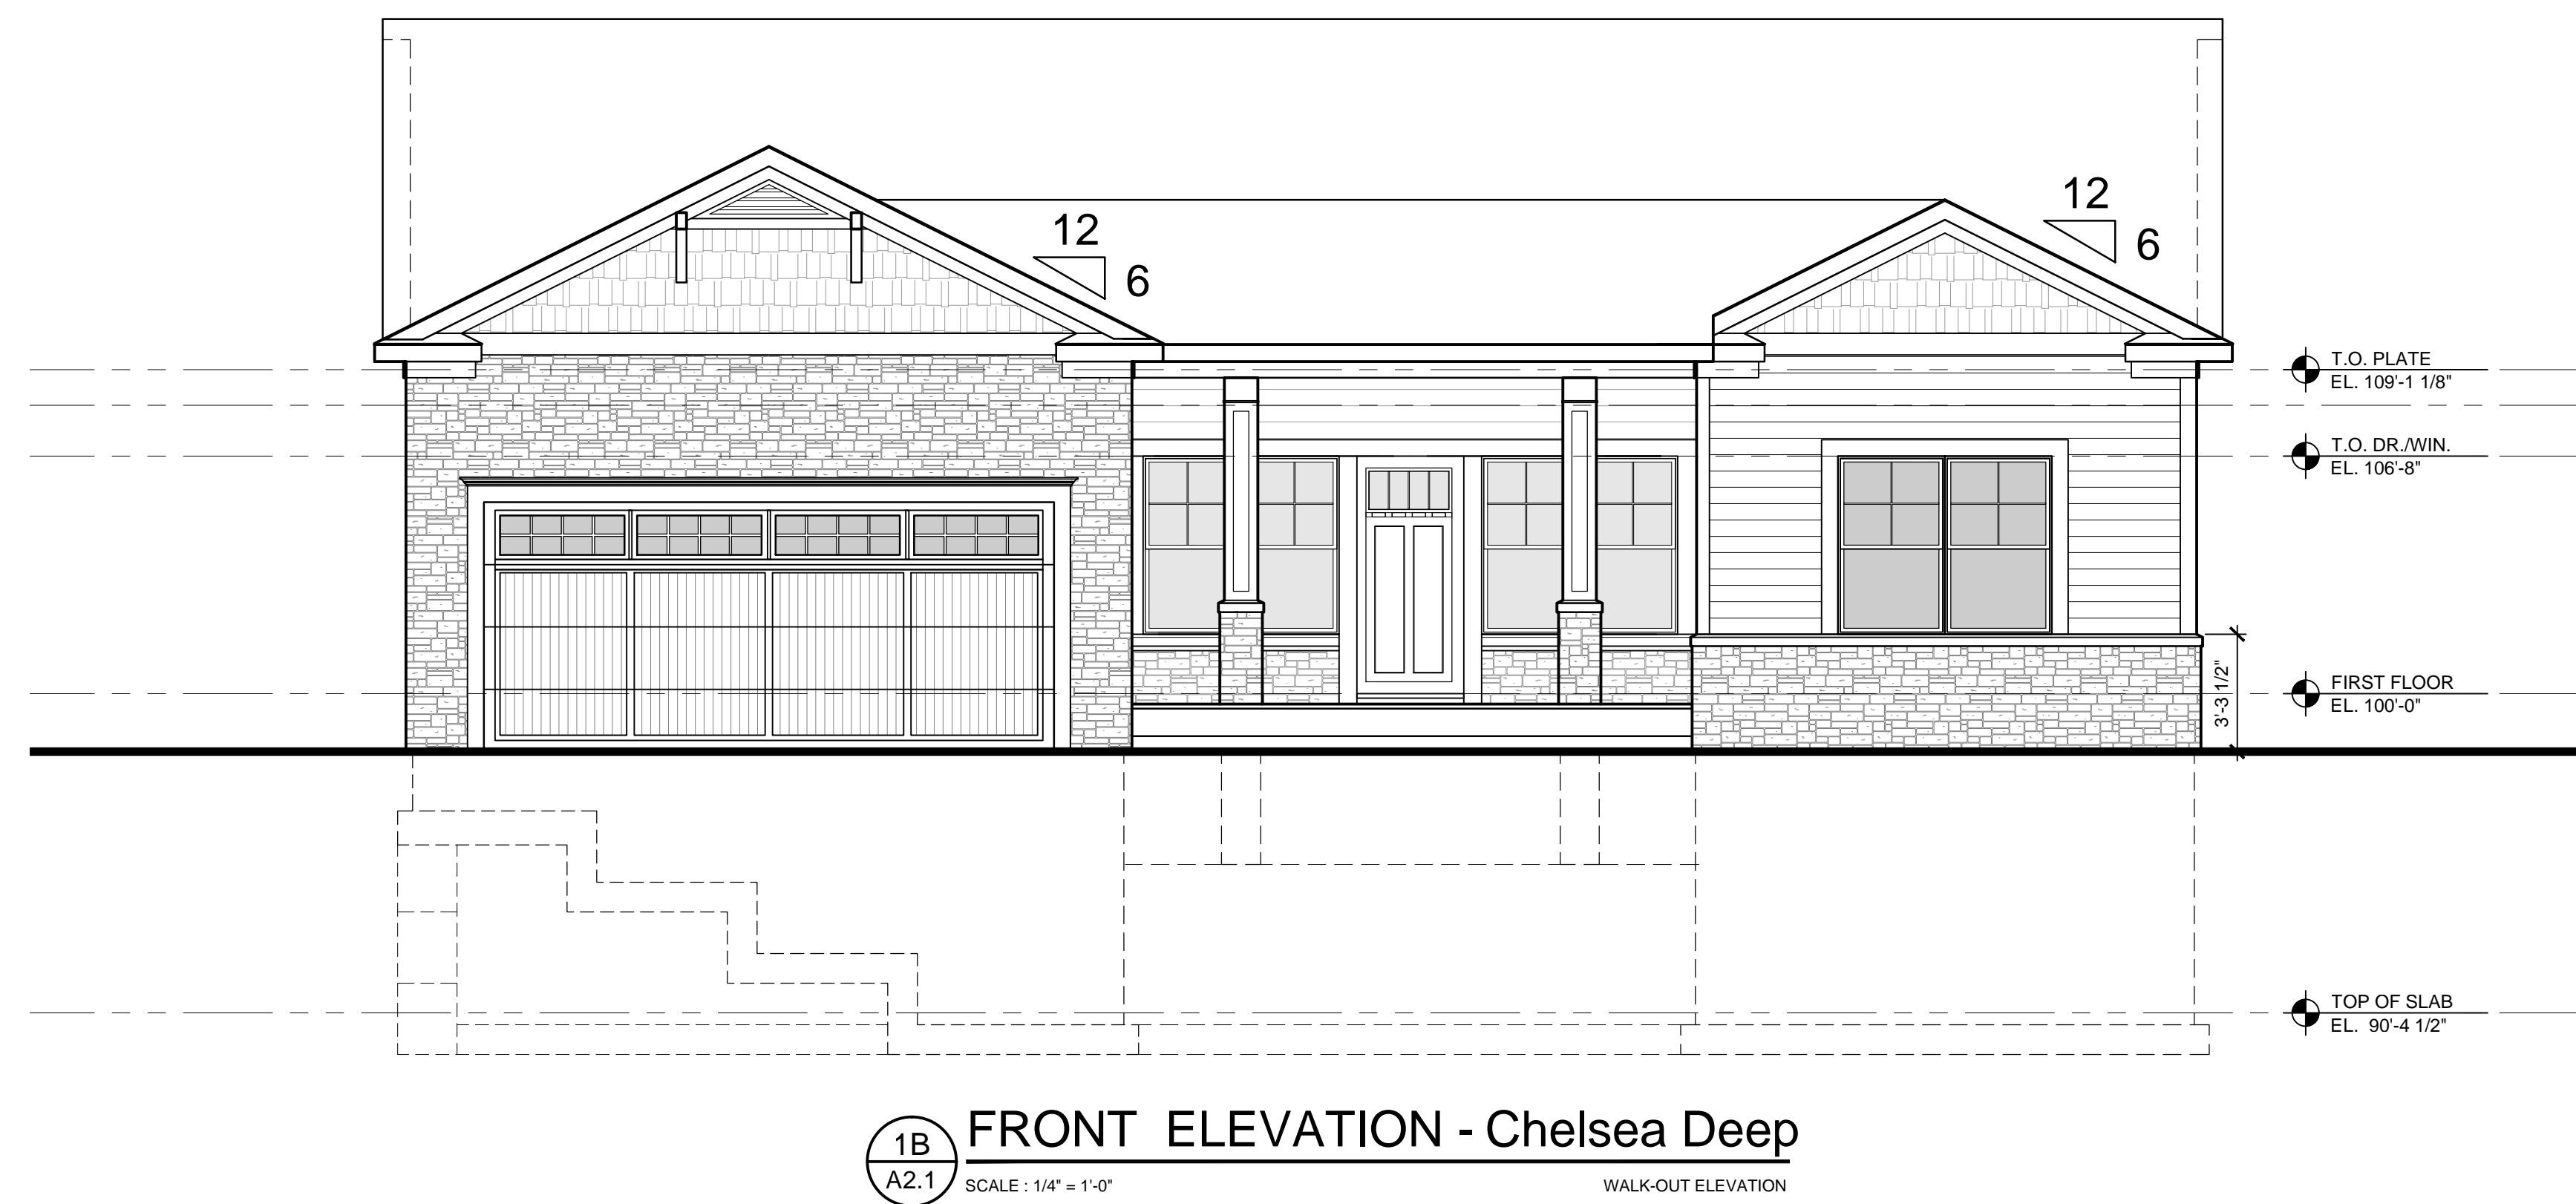 12
6
12
6
T.O. PLATE
EL. 109'-1 1/8"
T.O. DR./WIN.
EL. 106'-8"
3'-3 1/2"
FIRST FLOOR
EL. 100'-0"
TOP OF SLAB
EL. 90'-4 1/2"
1B
A2.1
FRONT ELEVATION - Chelsea Deep
SCALE : 1/4" = 1'-0"
WALK-OUT ELEVATION